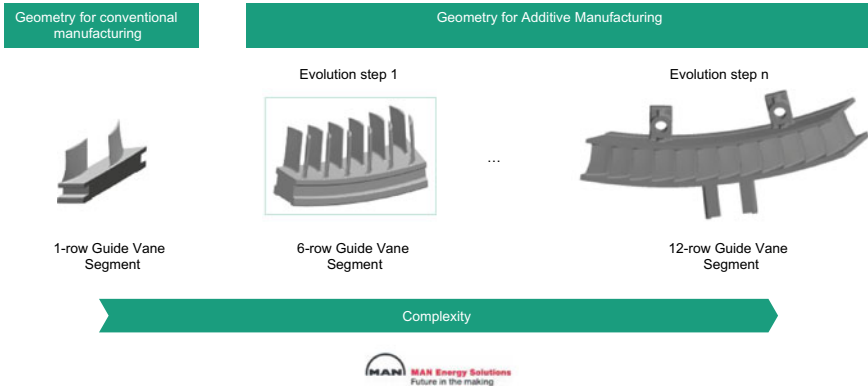 Geometry for conventional
manufacturing
Geometry for Additive Manufacturing
Evolution step 1
Evolution step n
...
1-row Guide Vane
Segment
6-row Guide Vane
Segment
12-row Guide Vane
Segment
Complexity
MAN
MAN Energy Solutions
Future in the making